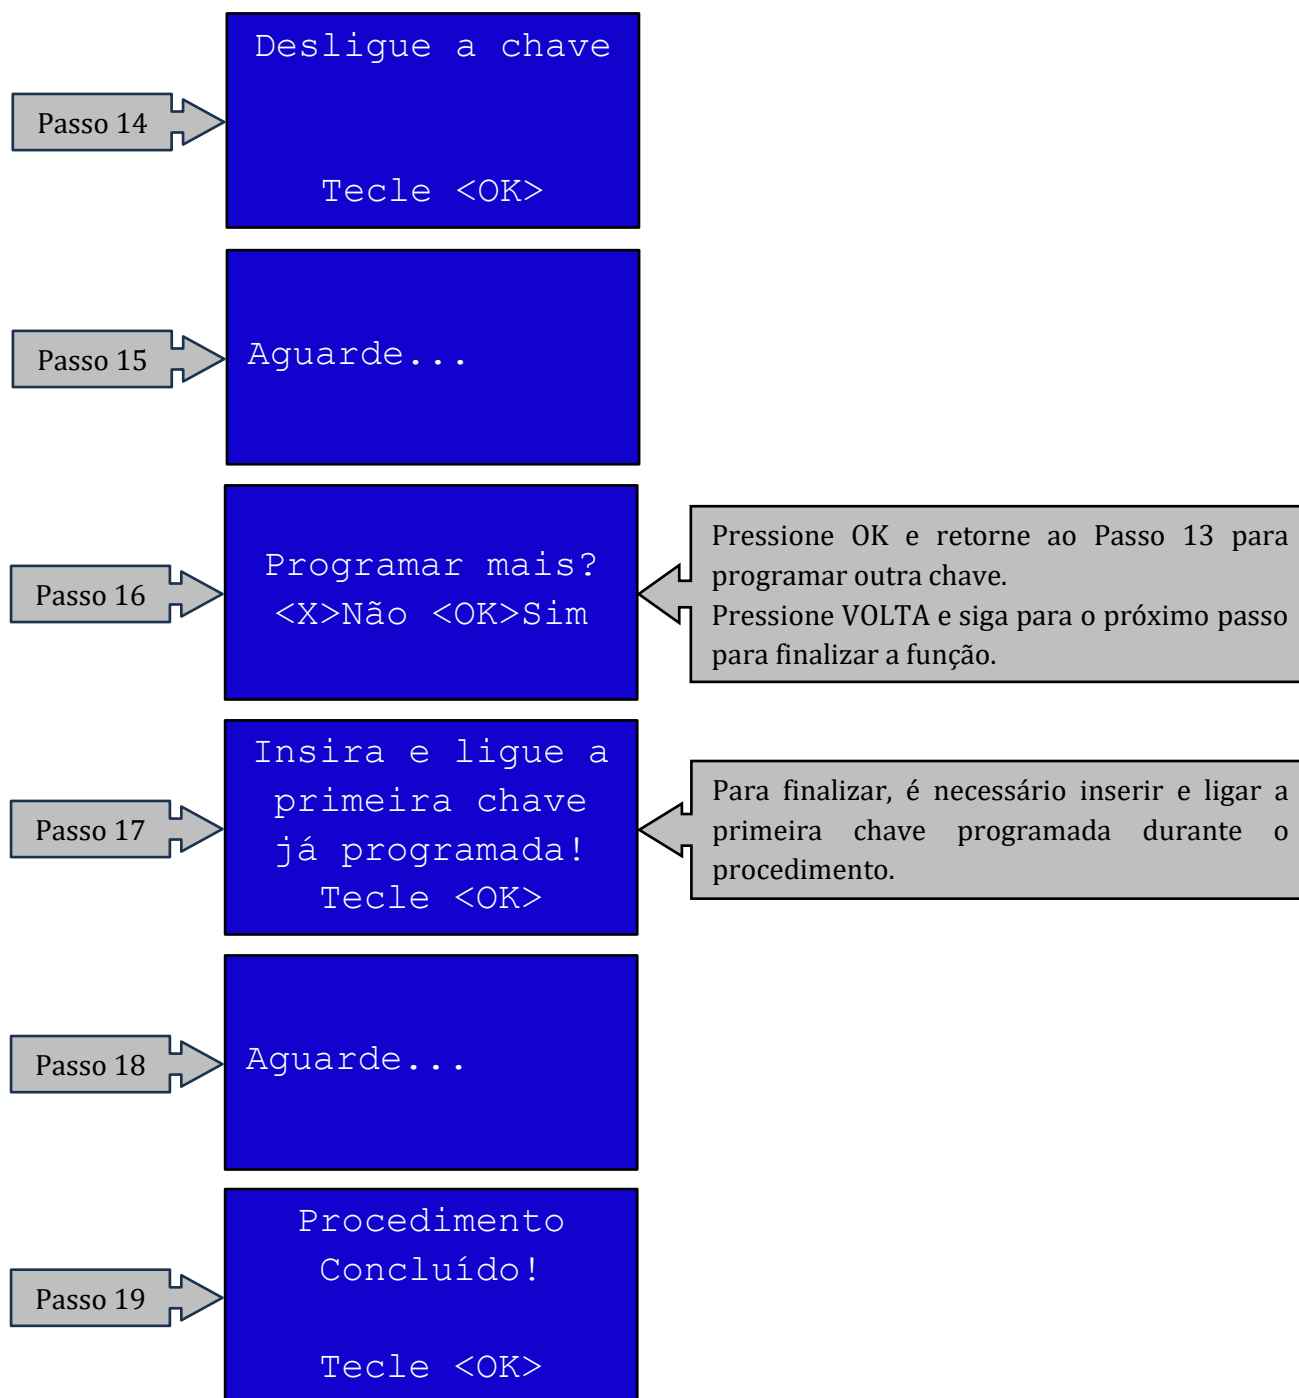 Passo 14
Desligue a chave
Tecle <OK>
Passo 15
Aguarde...
Passo 16
Programar mais?
<X>Não <OK>Sim
Pressione OK e retorne ao Passo 13 para
programar outra chave.
Pressione VOLTA e siga para o próximo passo
para finalizar a função.
Passo 17
Insira e ligue a
primeira chave
já programada!
Tecle <OK>
Para finalizar, é necessário inserir e ligar a
primeira chave programada durante o
procedimento.
Passo 18
Aguarde...
Passo 19
Procedimento
Concluído!
Tecle <OK>